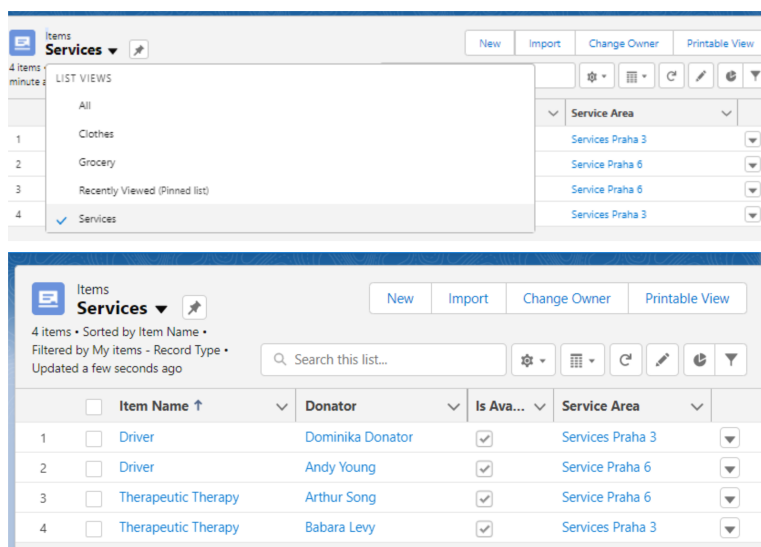 Items
Services
New Import Change Owner Printable View
4 items •
minute a
LIST VIEWS
All
Clothes
Grocery
Recently Viewed (Pinned list)
Services
Service Area
1 Services Praha 3
2 Service Praha 6
3 Service Praha 6
4 Services Praha 3
Items
Services
New Import Change Owner Printable View
4 items • Sorted by Item Name •
Filtered by My items - Record Type •
Updated a few seconds ago
Search this list...
Item Name ↑ Donator Is Ava... Service Area
1 Driver Dominika Donator Services Praha 3
2 Driver Andy Young Service Praha 6
3 Therapeutic Therapy Arthur Song Service Praha 6
4 Therapeutic Therapy Babara Levy Services Praha 3